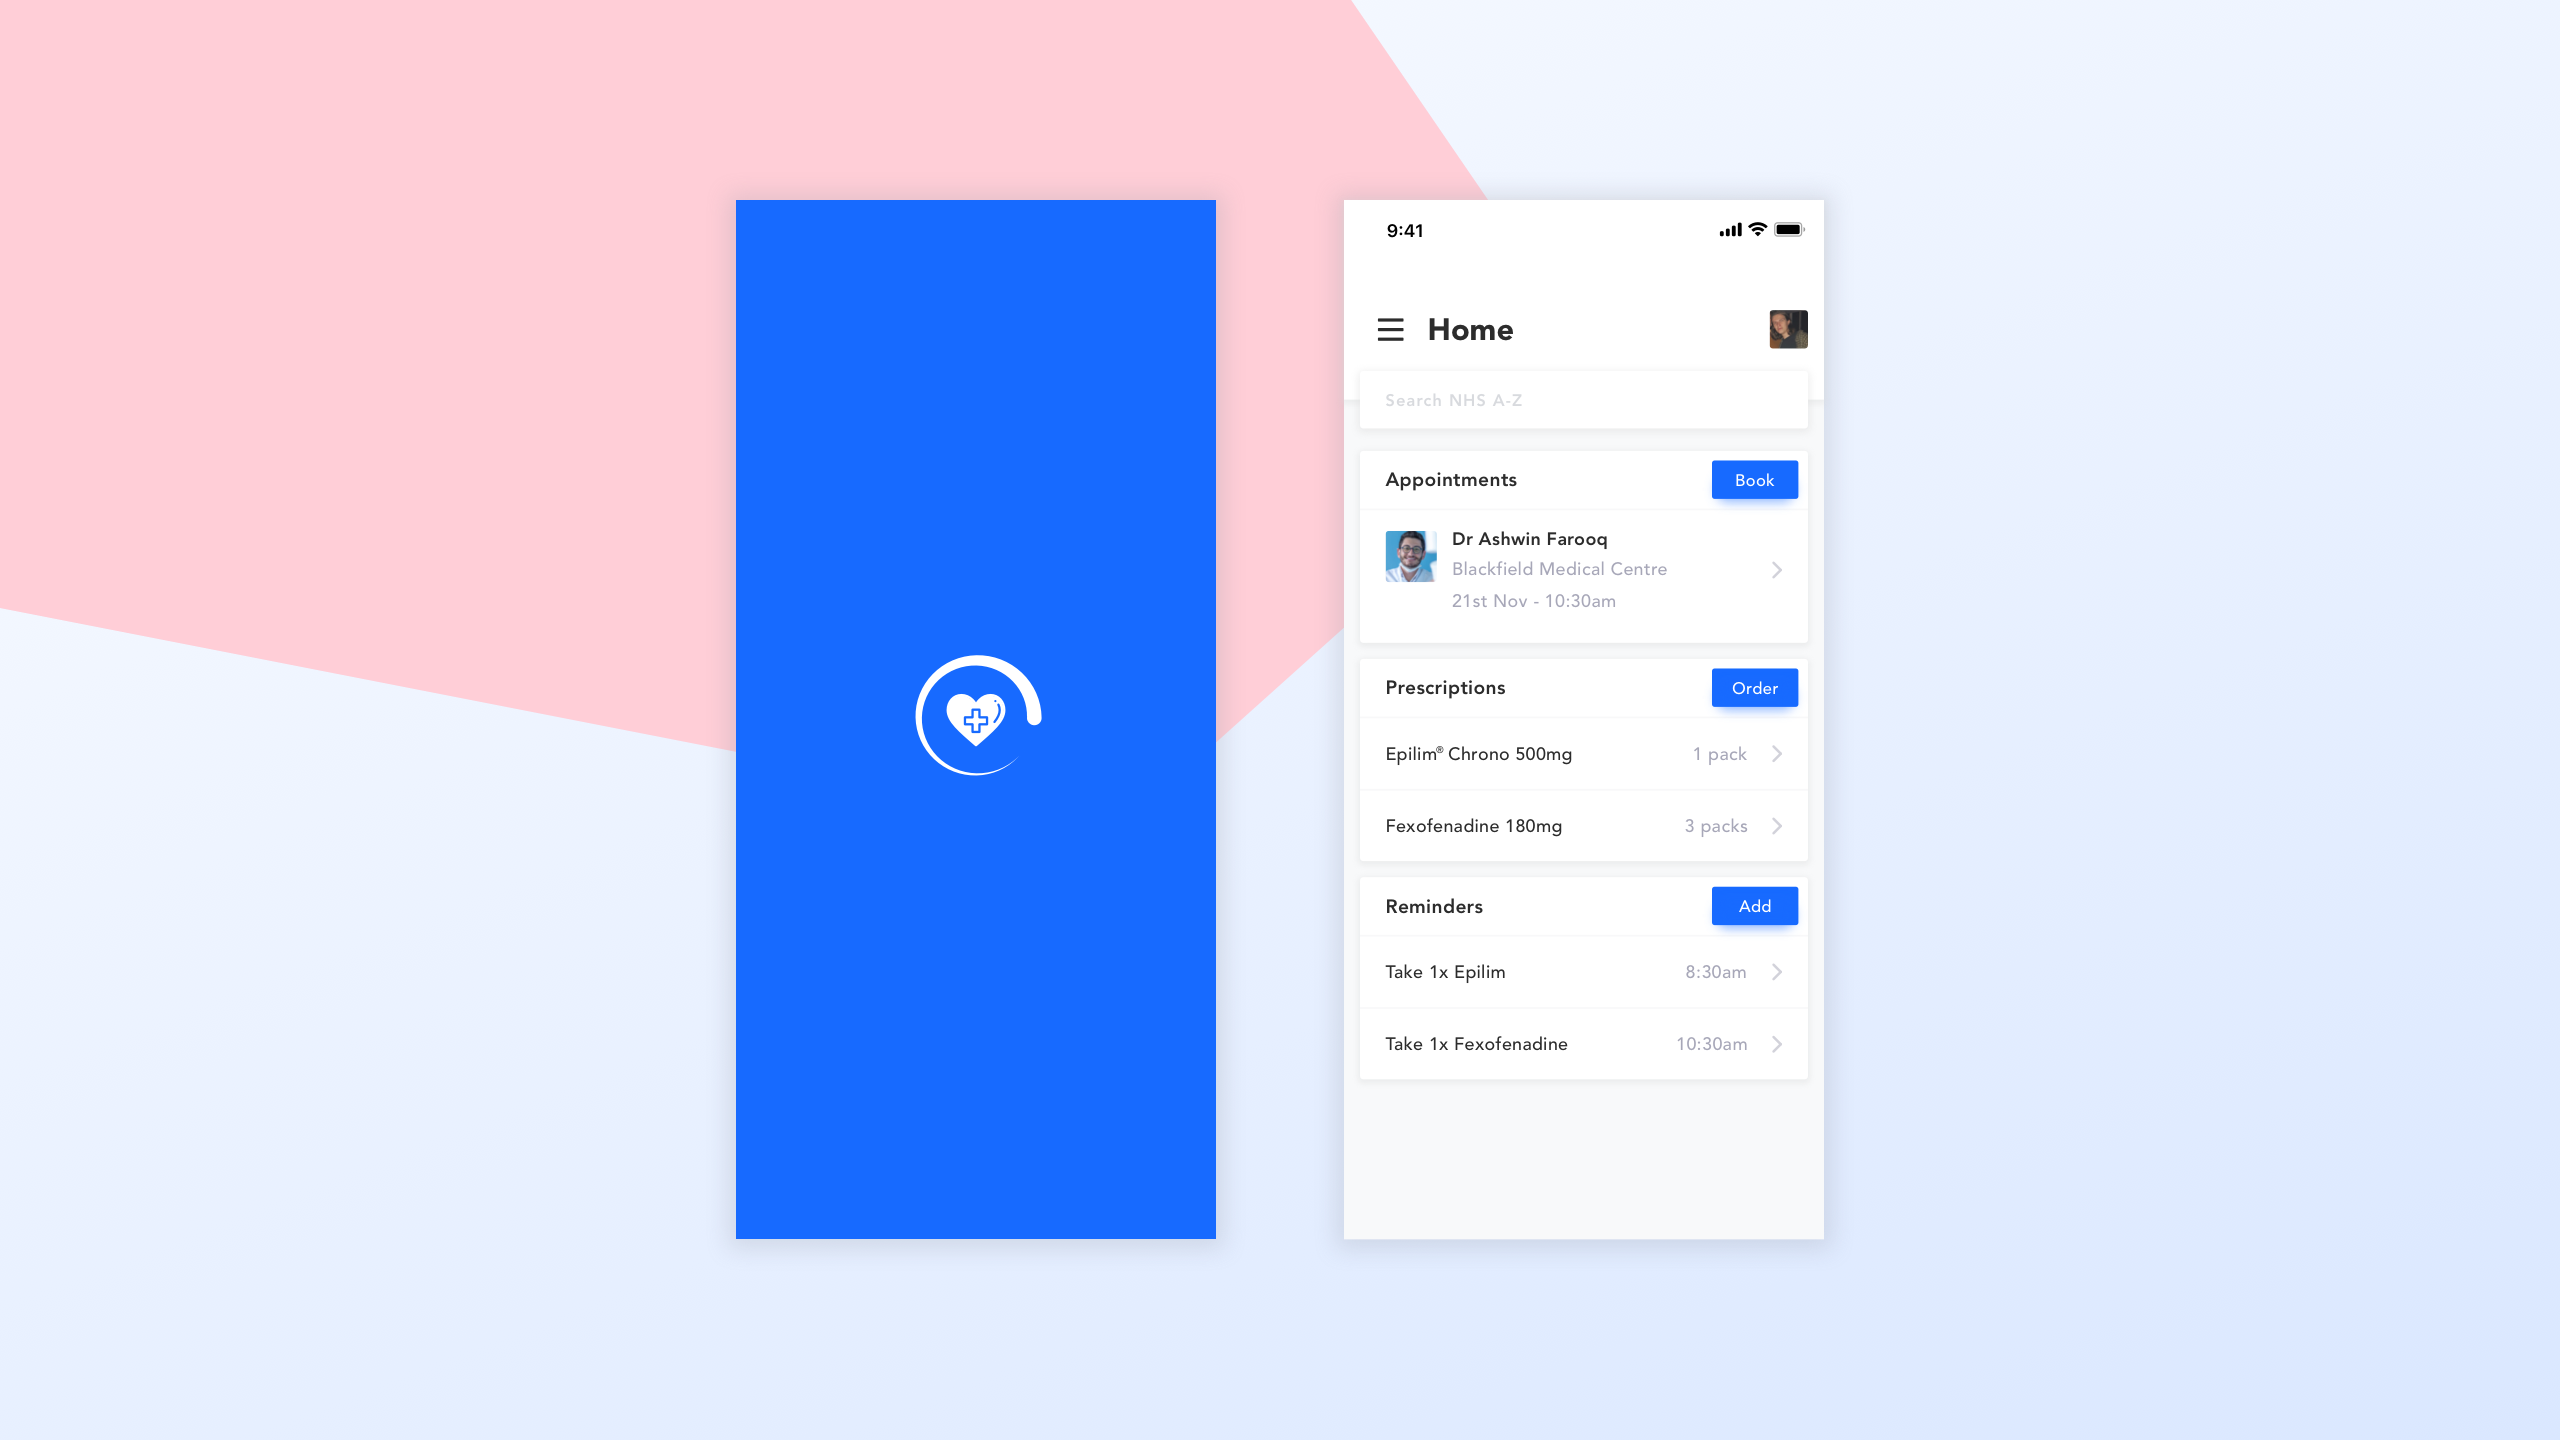 9:41
Home
Search NHS A-Z
Appointments
Book
Dr Ashwin Farooq
Blackfield Medical Centre
21st Nov - 10:30am
Prescriptions
Order
Epilim® Chrono 500mg
1 pack
Fexofenadine 180mg
3 packs
Reminders
Add
Take 1x Epilim
8:30am
Take 1x Fexofenadine
10:30am